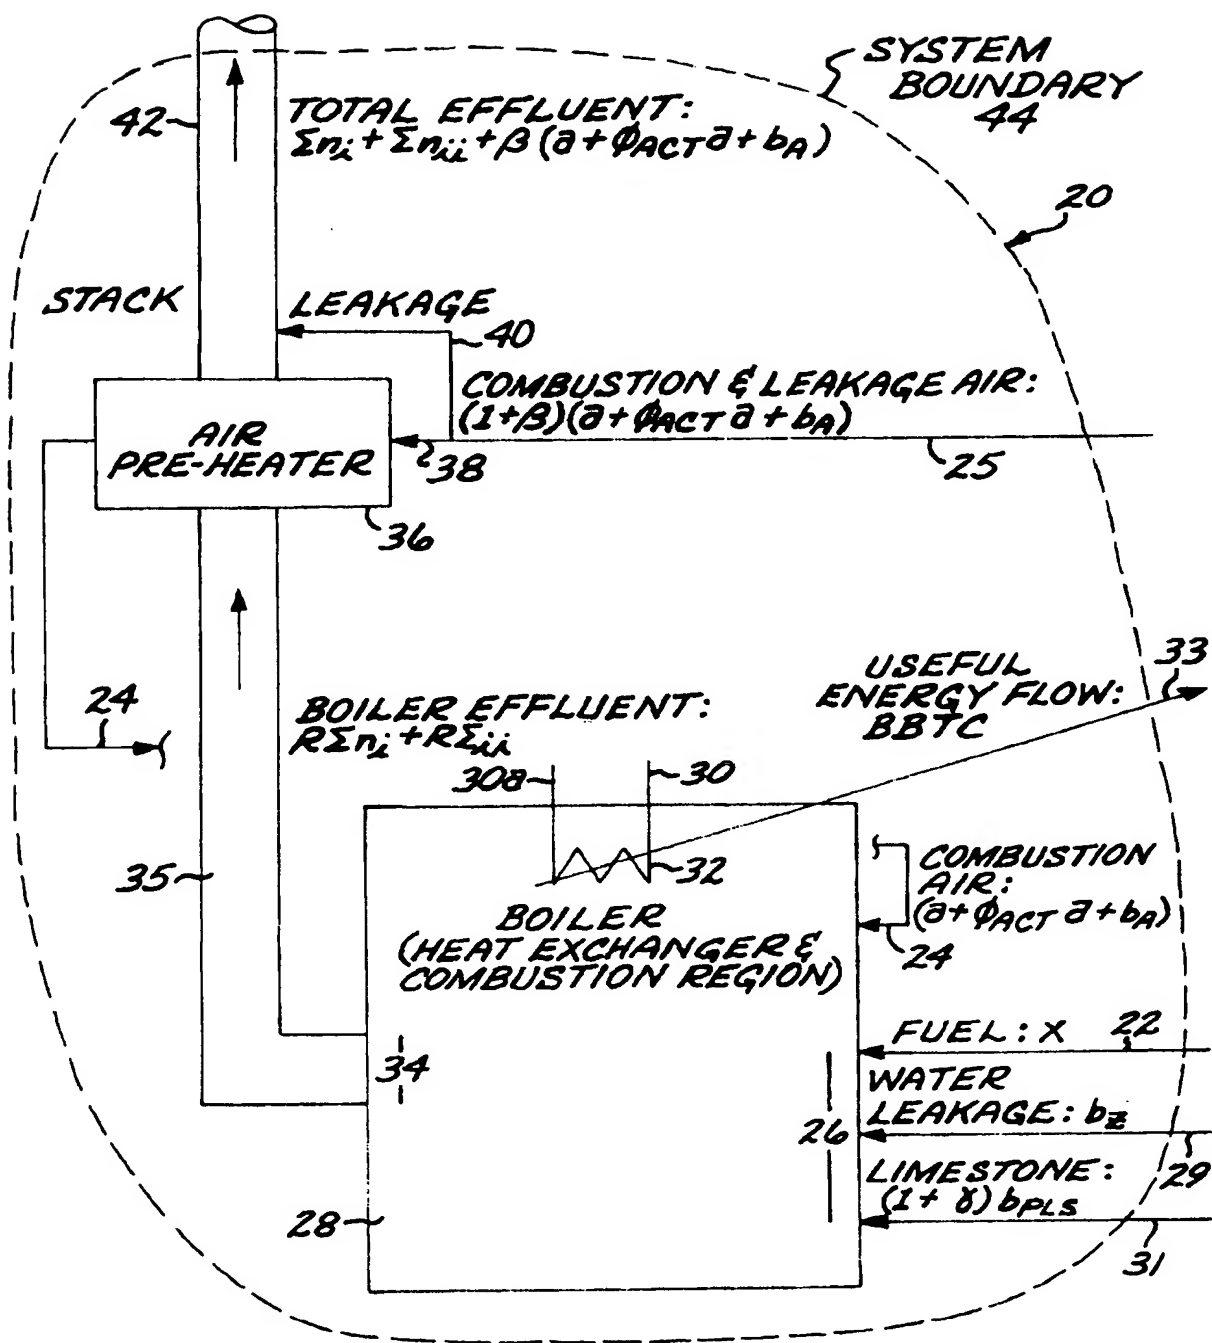 SYSTEM
BOUNDARY
44
42
TOTAL EFFLUENT:
Σnᵢ + Σnᵢᵢ + β(a + ϕACT a + bA)
20
STACK
LEAKAGE
40
COMBUSTION & LEAKAGE AIR:
(1+β)(a + ϕACT a + bA)
AIR
PRE-HEATER
38
25
36
24
BOILER EFFLUENT:
RΣnᵢ + RΣᵢᵢ
USEFUL
ENERGY FLOW:
BBTC
33
30a
30
35
32
COMBUSTION
AIR:
(a + ϕACT a + bA)
24
BOILER
(HEAT EXCHANGER &
COMBUSTION REGION)
FUEL: X
22
34
WATER
LEAKAGE: bZ
26
29
LIMESTONE:
(1+γ)bPLS
28
31